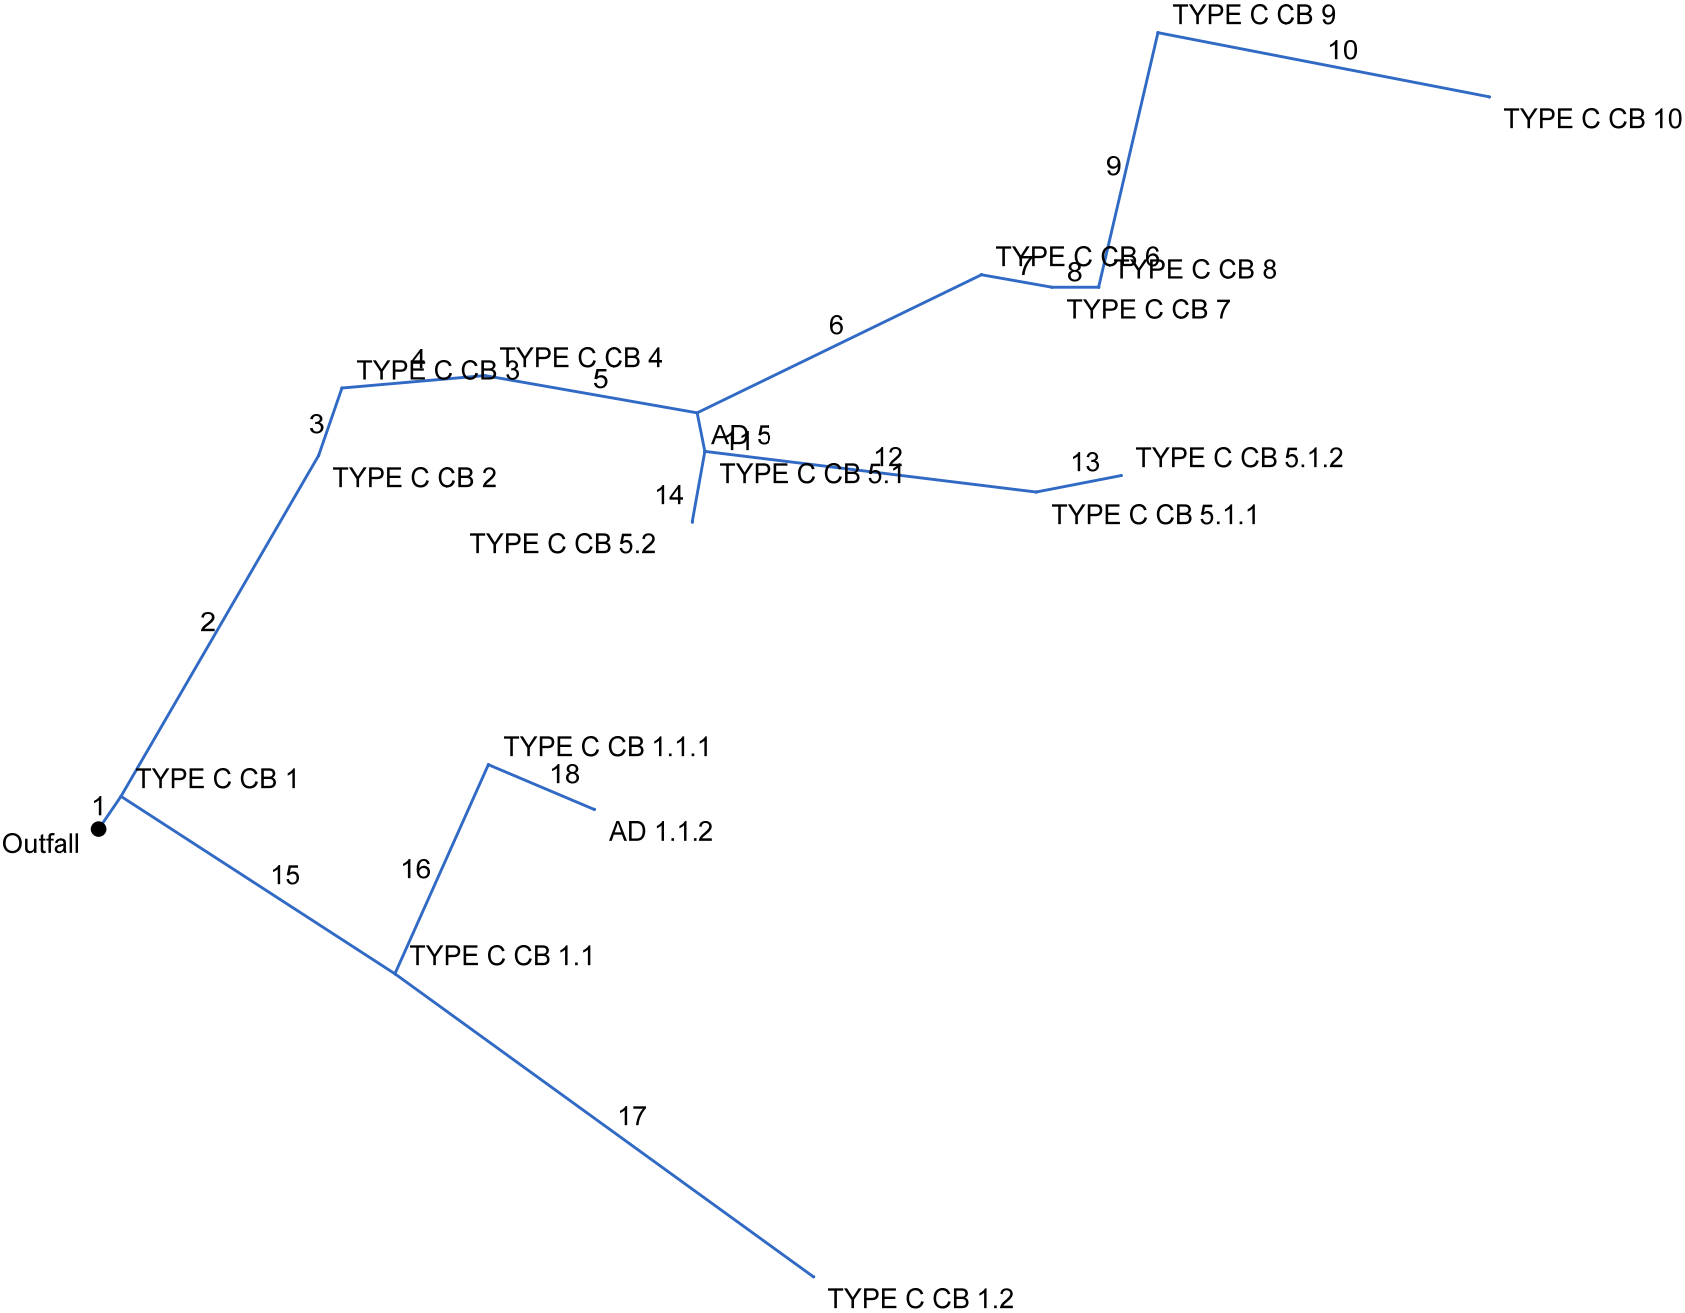 TYPE C CB 9
10
TYPE C CB 10
9
TYPE C CB 6
7
8
TYPE C CB 8
TYPE C CB 7
6
4
TYPE C CB 4
TYPE C CB 3
5
3
AD 5
11
12
13
TYPE C CB 5.1.2
TYPE C CB 2
TYPE C CB 5.1
14
TYPE C CB 5.1.1
TYPE C CB 5.2
2
TYPE C CB 1.1.1
18
TYPE C CB 1
1
AD 1.1.2
Outfall
15
16
TYPE C CB 1.1
17
TYPE C CB 1.2